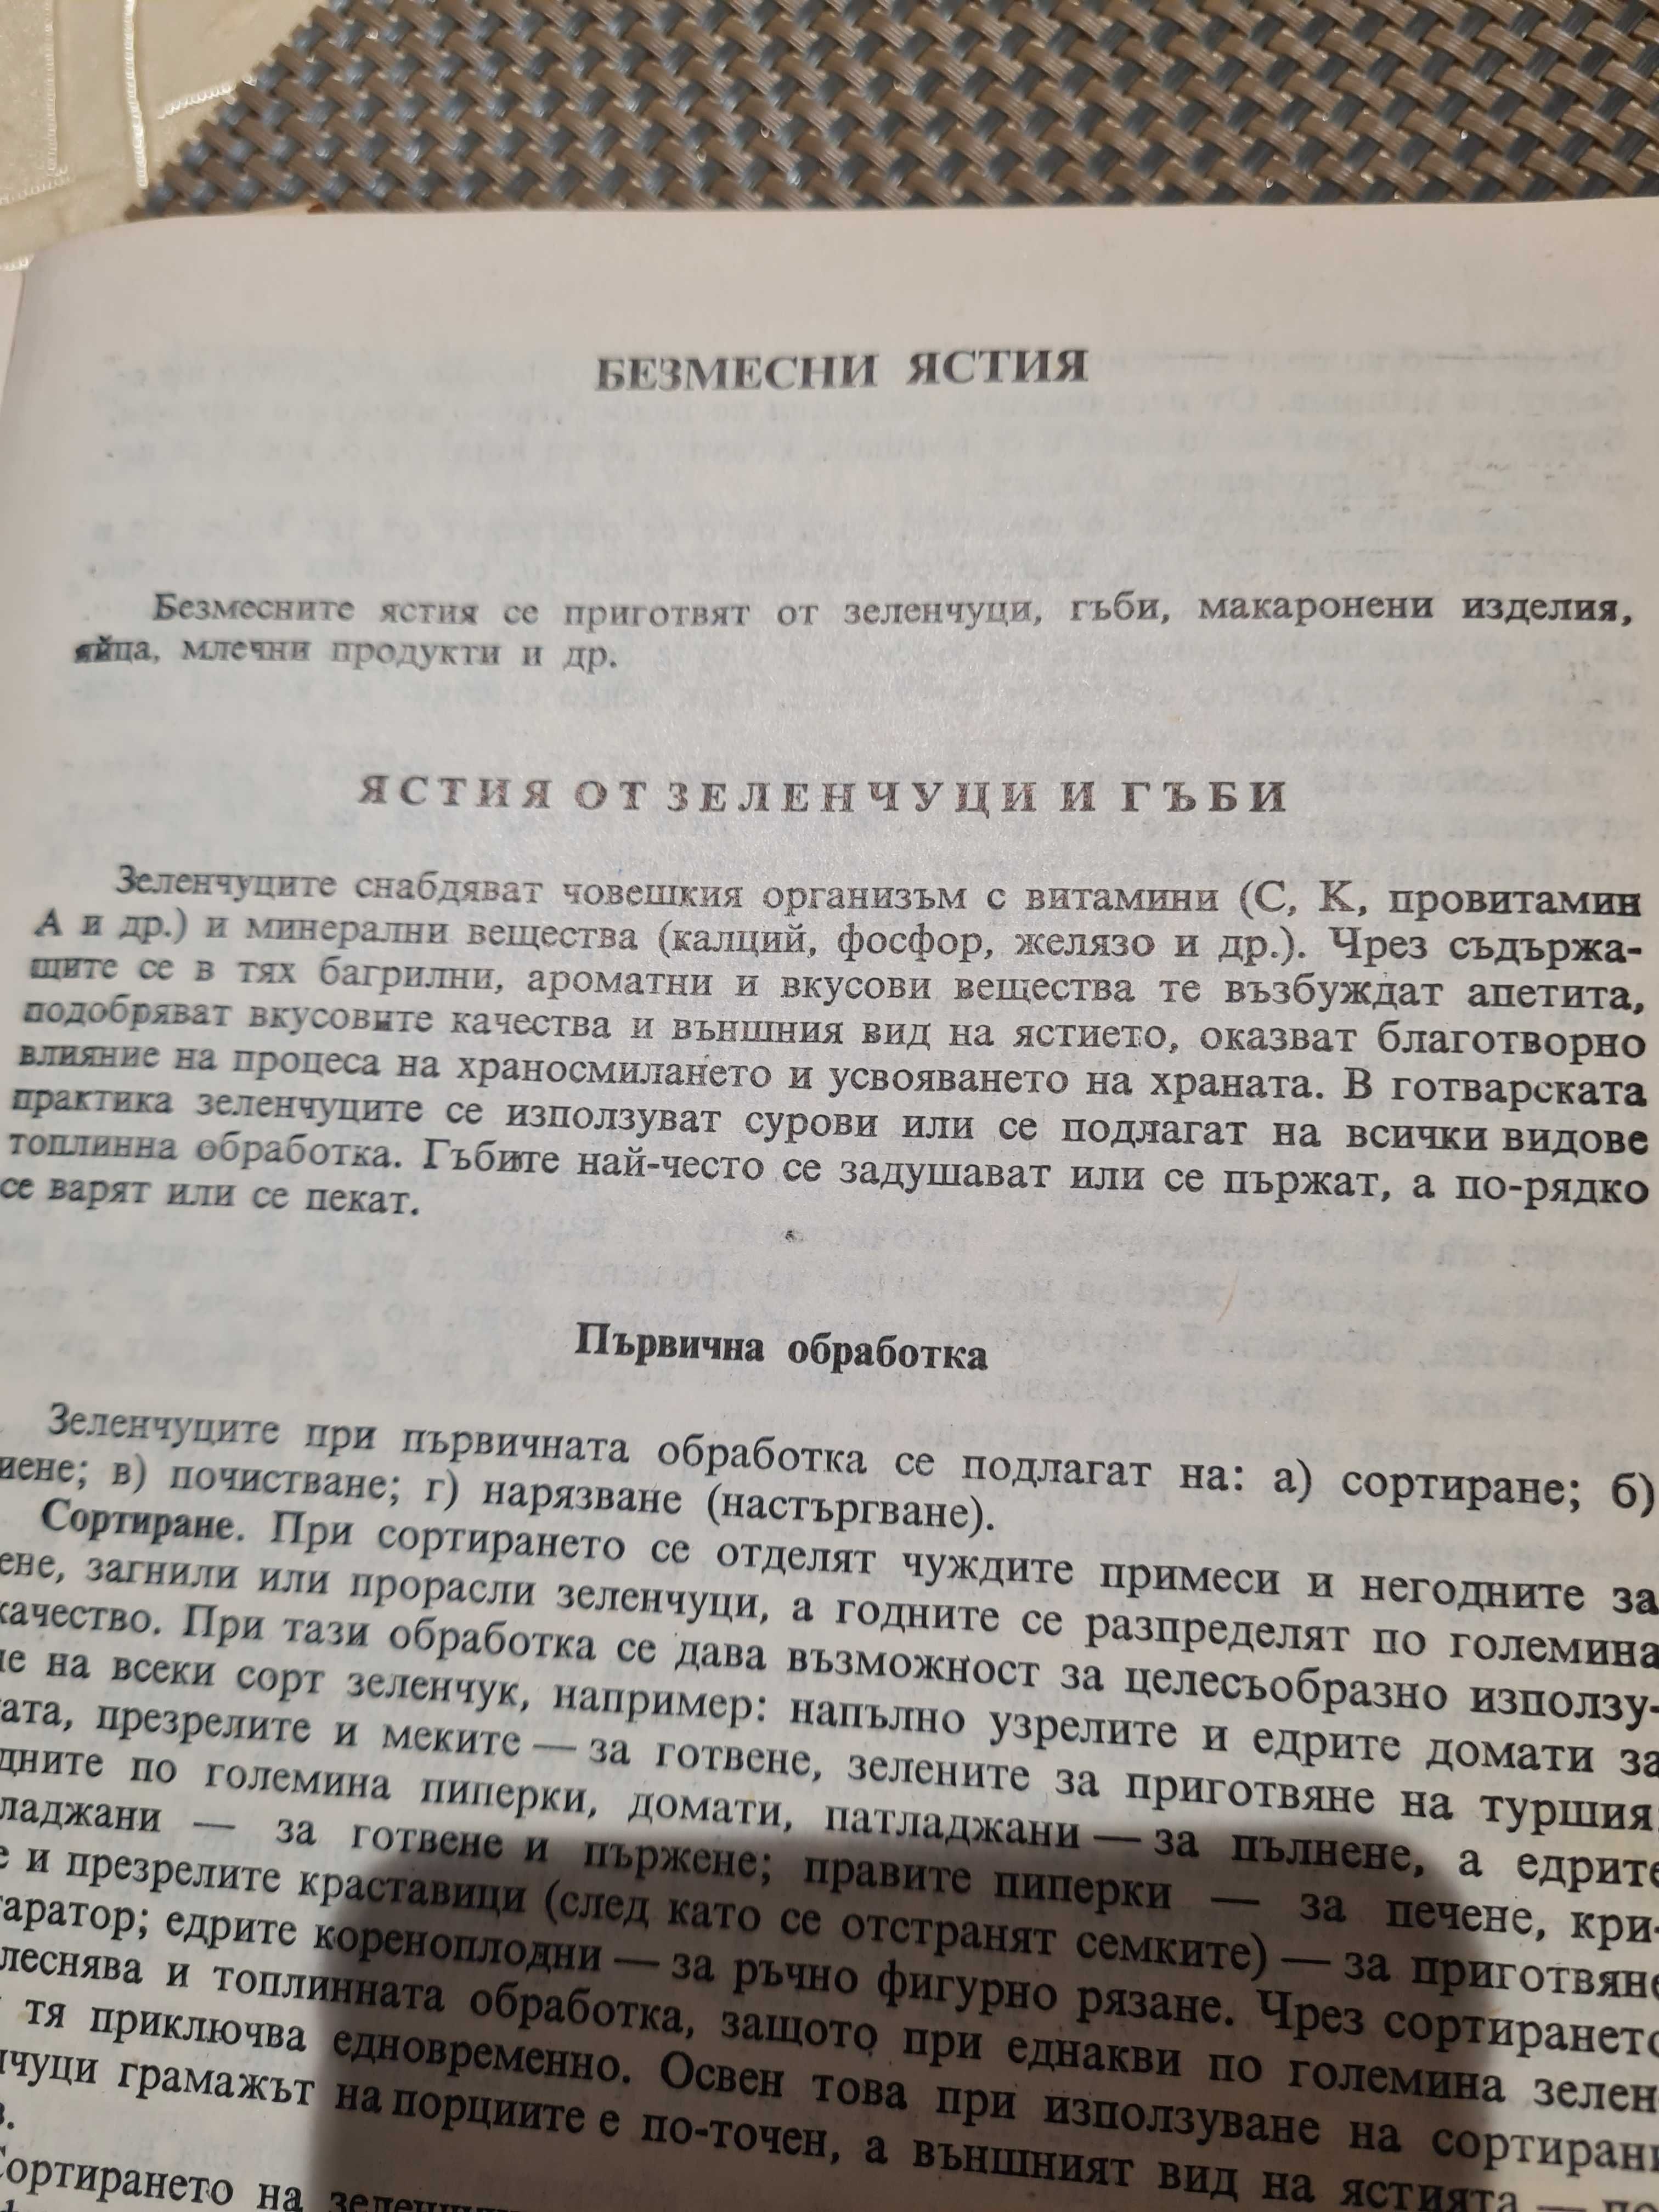 БЕЗМЕСНИ ЯСТИЯ
Безмесните ястия се приготвят от зеленчуци, гъби, макаронени изделия,
яйца, млечни продукти и др.
ЯСТИЯ ОТ ЗЕЛЕНЧУЦИ И ГЪБИ
Зеленчуците снабдяват човешкия организъм с витамини (С, К, провитамин
А и др.) и минерални вещества (калций, фосфор, желязо и др.). Чрез съдържа-
щите се в тях багрилни, ароматни и вкусови вещества те възбуждат апетита,
подобряват вкусовите качества и външния вид на ястието, оказват благотворно
влияние на процеса на храносмилането и усвояването на храната. В готварската
практика зеленчуците се използуват сурови или се подлагат на всички видове
топлинна обработка. Гъбите най-често се задушават или се пържат, а по-рядко
се варят или се пекат.
Първична обработка
Зеленчуците при първичната обработка се подлагат на: а) сортиране; б)
миене; в) почистване; г) нарязване (настъргване).
Сортиране. При сортирането се отделят чуждите примеси и негодните за
ене, загнили или прорасли зеленчуци, а годните се разпределят по големина
качество. При тази обработка се дава възможност за целесъобразно използу-
не на всеки сорт зеленчук, например: напълно узрелите и едрите домати за
ата, презрелите и меките — за готвене, зелените за приготвяне на туршия;
дните по големина пиперки, домати, патладжани — за пълнене, а едрите
ладжани — за готвене и пържене; правите пиперки — за печене, кри-
е и презрелите краставици (след като се отстранят семките) — за приготвяне
таратор; едрите кореноплодни — за ръчно фигурно рязане. Чрез сортирането
леснява и топлинната обработка, защото при еднакви по големина зелен-
тя приключва едновременно. Освен това при използуване на сортирани
нчуци грамажът на порциите е по-точен, а външният вид на ястията — по-
в.
Сортирането на